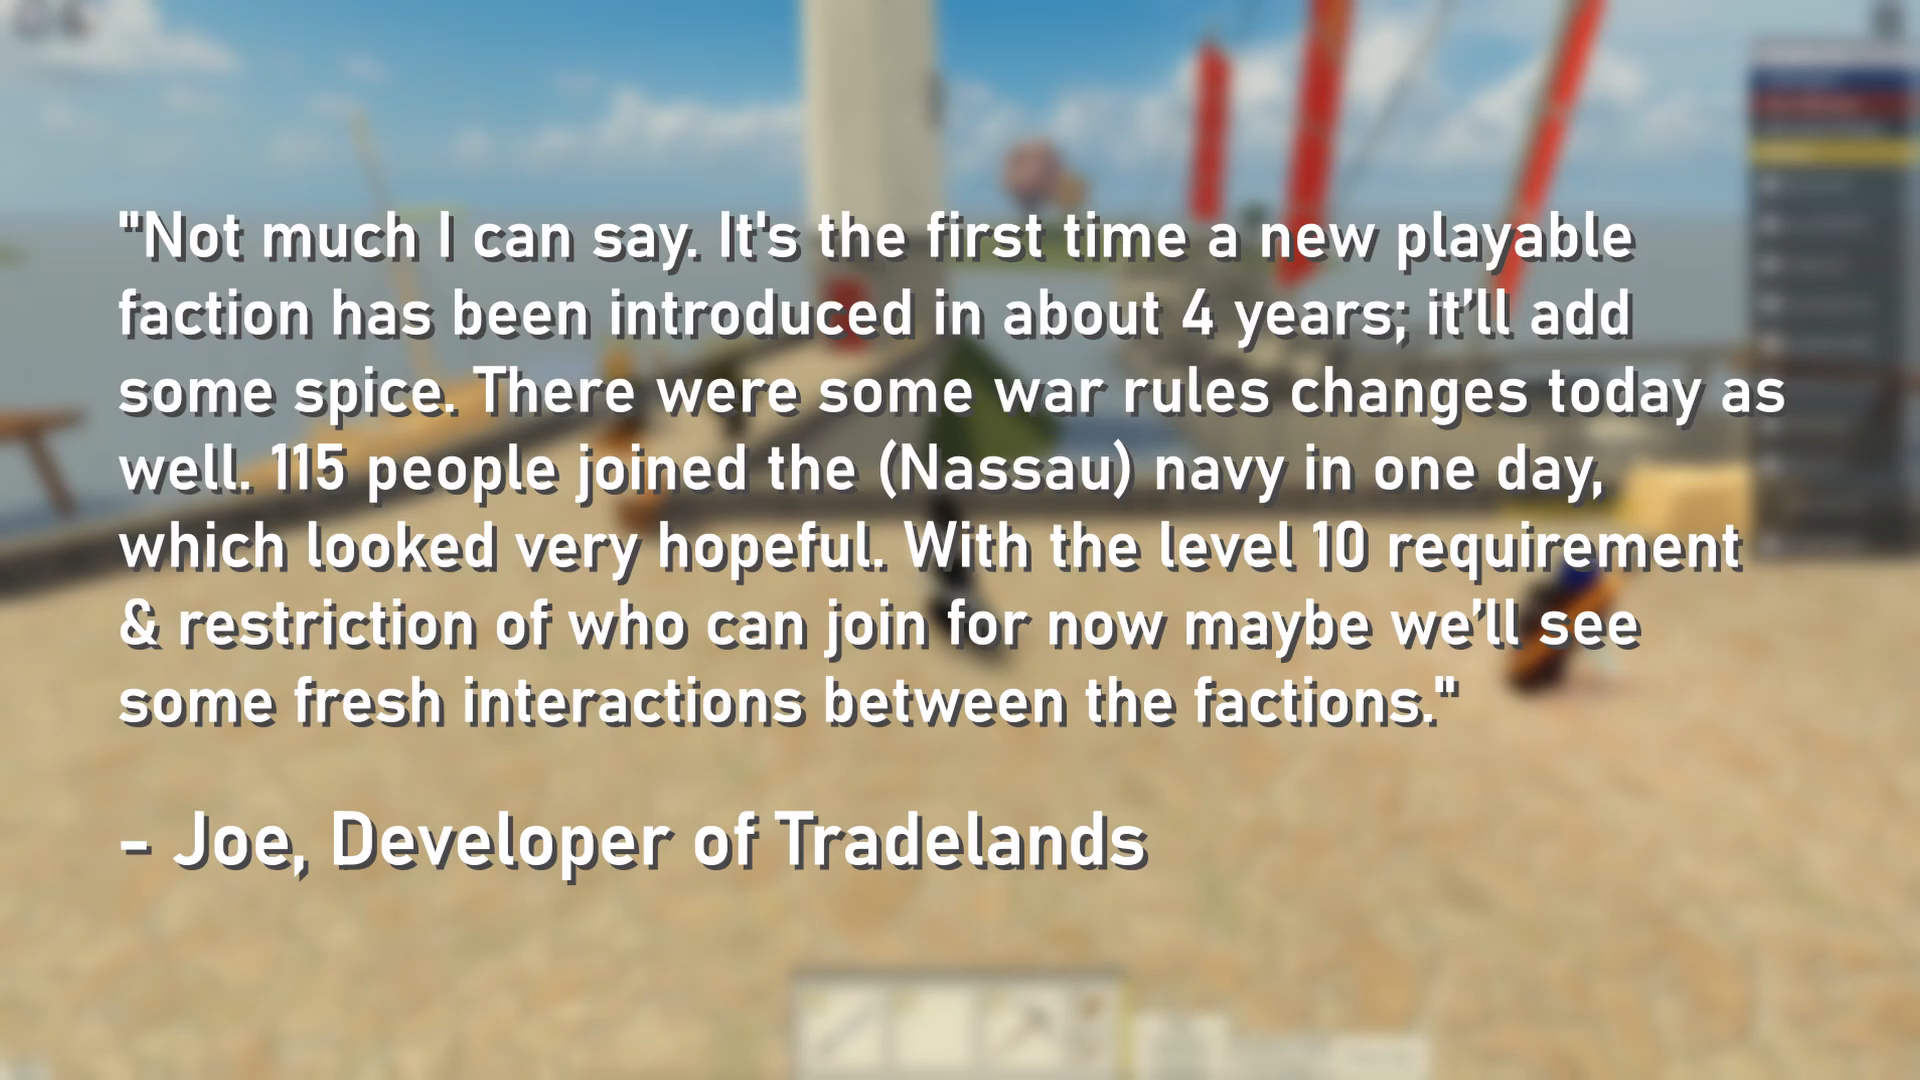 "Not much I can say. It's the first time a new playable
faction has been introduced in about 4 years; it’ll add
some spice. There were some war rules changes today as
well. 115 people joined the (Nassau) navy in one day,
which looked very hopeful. With the level 10 requirement
& restriction of who can join for now maybe we’ll see
some fresh interactions between the factions."
- Joe, Developer of Tradelands